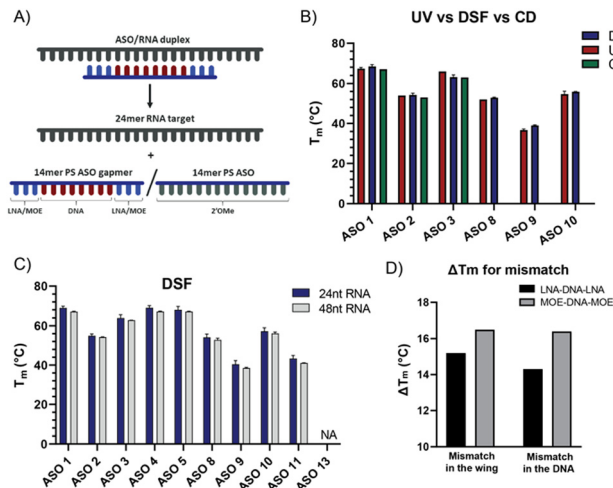 A)
ASO/RNA duplex
24mer RNA target
+
14mer PS ASO gapmer
14mer PS ASO
LNA/MOE
DNA
LNA/MOE
2'OMe
B)
UV vs DSF vs CD
D
U
C
Tm (°C)
80
60
40
20
0
ASO 1
ASO 2
ASO 3
ASO 8
ASO 9
ASO 10
C)
DSF
24nt RNA
48nt RNA
Tm (°C)
80
60
40
20
0
NA
ASO 1
ASO 2
ASO 3
ASO 4
ASO 5
ASO 8
ASO 9
ASO 10
ASO 11
ASO 13
D)
ΔTm for mismatch
LNA-DNA-LNA
MOE-DNA-MOE
ΔTm (°C)
18
16
14
12
10
Mismatch
in the wing
Mismatch
in the DNA